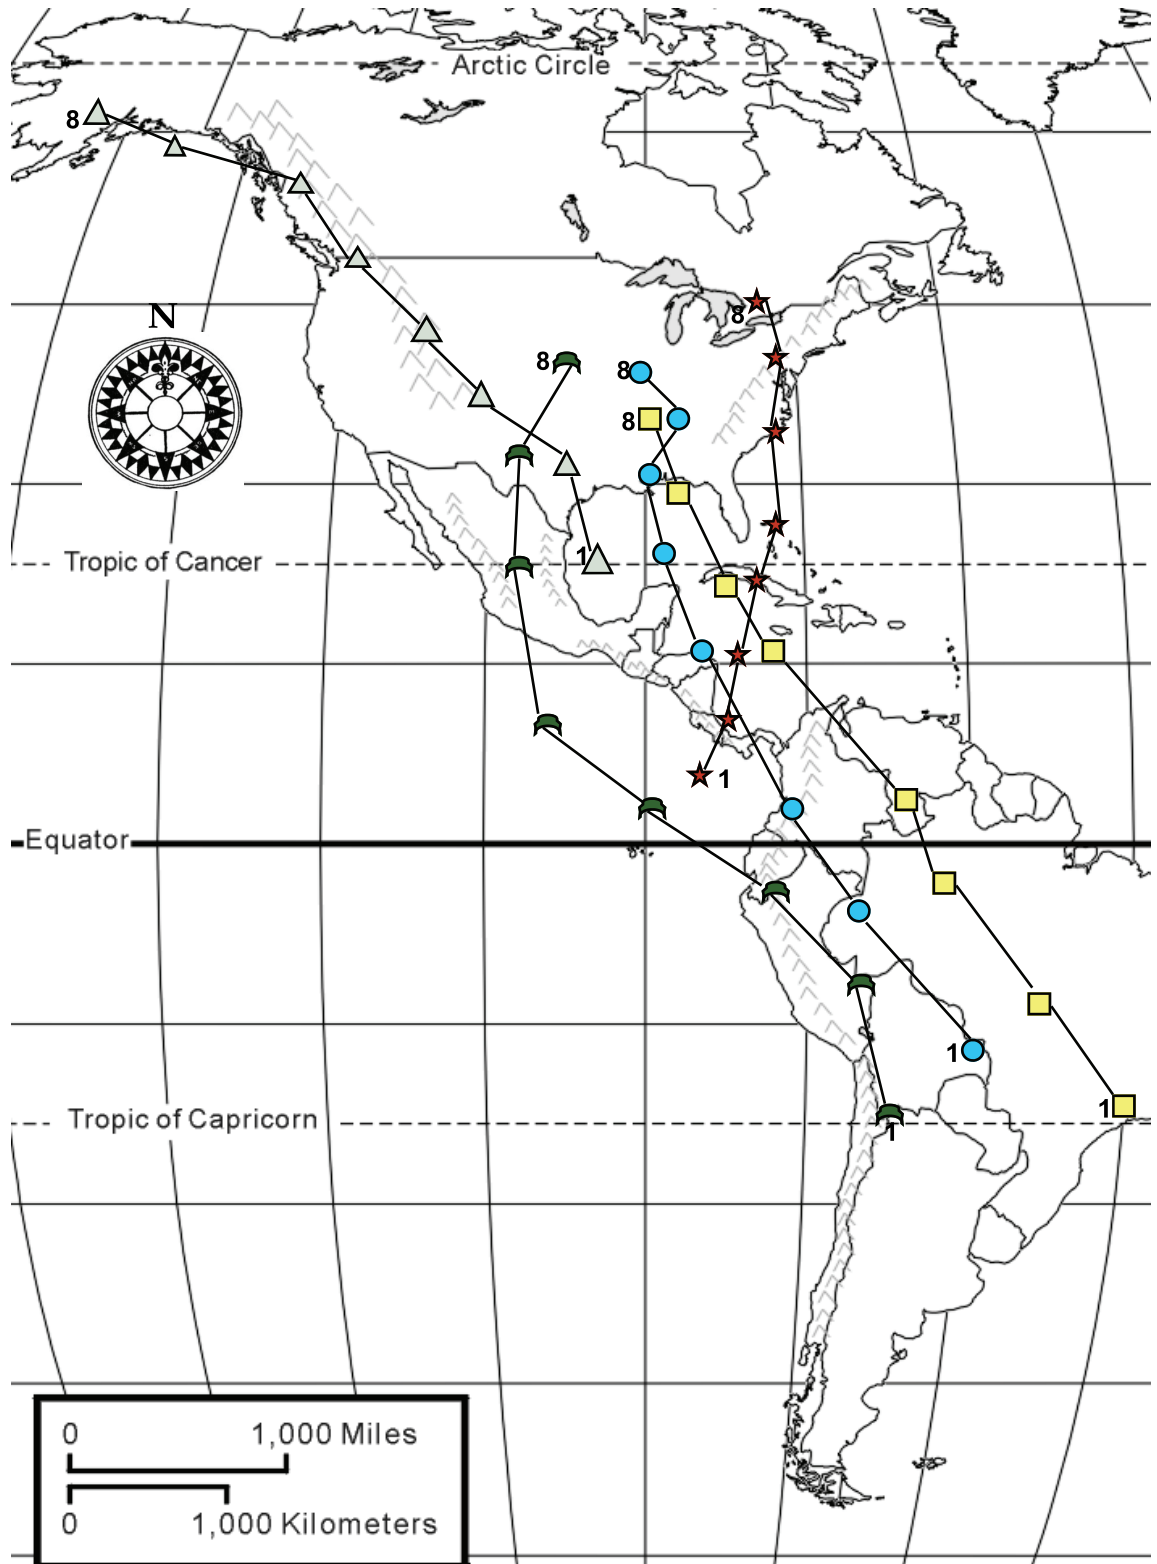 Arctic Circle
8
N
8
8
8
8
1
Tropic of Cancer
1
Equator
1
Tropic of Capricorn
1
1
0 1,000 Miles
0 1,000 Kilometers